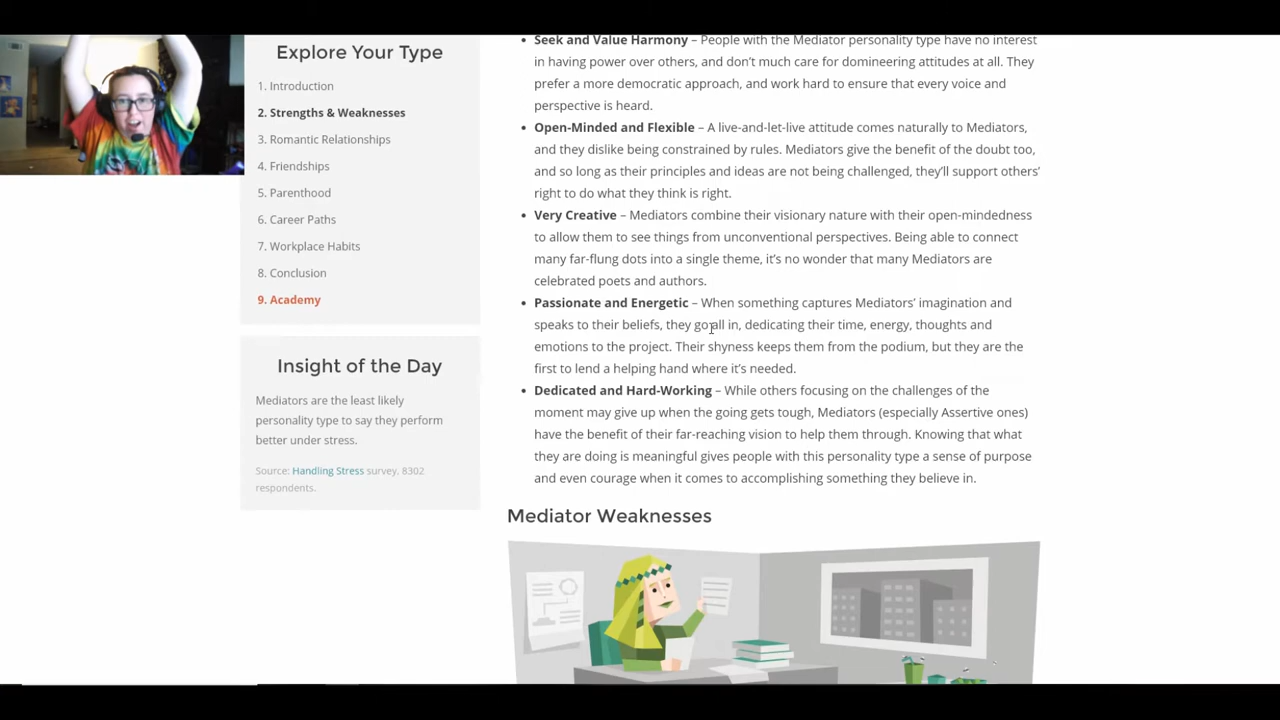 Explore Your Type
1. Introduction
2. Strengths & Weaknesses
3. Romantic Relationships
4. Friendships
5. Parenthood
6. Career Paths
7. Workplace Habits
8. Conclusion
9. Academy
Insight of the Day
Mediators are the least likely
personality type to say they perform
better under stress.
Source: Handling Stress survey, 8302
respondents.
• Seek and Value Harmony – People with the Mediator personality type have no interest
in having power over others, and don’t much care for domineering attitudes at all. They
prefer a more democratic approach, and work hard to ensure that every voice and
perspective is heard.
• Open-Minded and Flexible – A live-and-let-live attitude comes naturally to Mediators,
and they dislike being constrained by rules. Mediators give the benefit of the doubt too,
and so long as their principles and ideas are not being challenged, they’ll support others’
right to do what they think is right.
• Very Creative – Mediators combine their visionary nature with their open-mindedness
to allow them to see things from unconventional perspectives. Being able to connect
many far-flung dots into a single theme, it’s no wonder that many Mediators are
celebrated poets and authors.
• Passionate and Energetic – When something captures Mediators’ imagination and
speaks to their beliefs, they go all in, dedicating their time, energy, thoughts and
emotions to the project. Their shyness keeps them from the podium, but they are the
first to lend a helping hand where it’s needed.
• Dedicated and Hard-Working – While others focusing on the challenges of the
moment may give up when the going gets tough, Mediators (especially Assertive ones)
have the benefit of their far-reaching vision to help them through. Knowing that what
they are doing is meaningful gives people with this personality type a sense of purpose
and even courage when it comes to accomplishing something they believe in.
Mediator Weaknesses